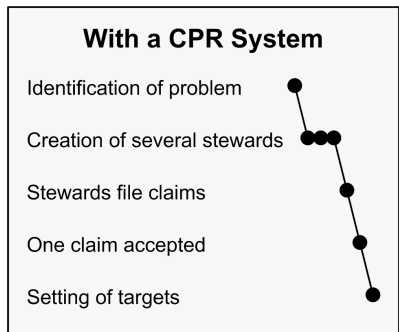 With a CPR System
Identification of problem
Creation of several stewards
Stewards file claims
One claim accepted
Setting of targets